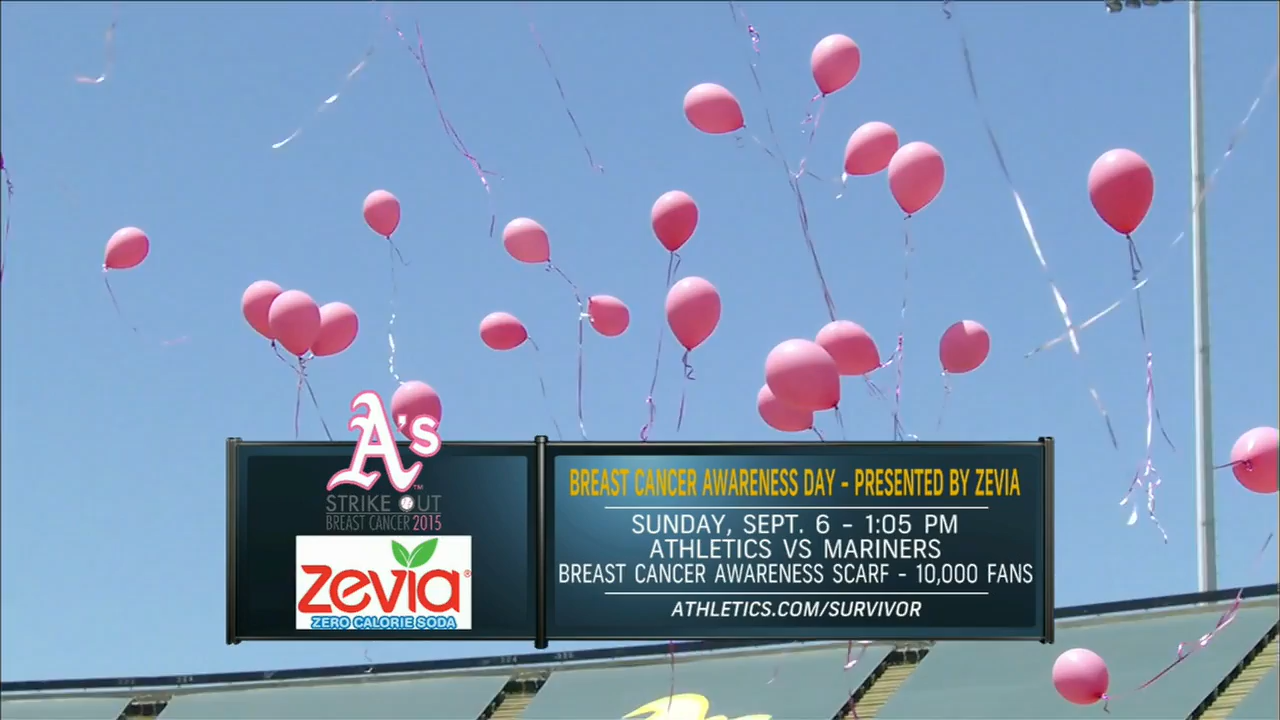 A's™
STRIKE OUT
BREAST CANCER 2015
zevia®
ZERO CALORIE SODA
BREAST CANCER AWARENESS DAY - PRESENTED BY ZEVIA
SUNDAY, SEPT. 6 - 1:05 PM
ATHLETICS VS MARINERS
BREAST CANCER AWARENESS SCARF - 10,000 FANS
ATHLETICS.COM/SURVIVOR